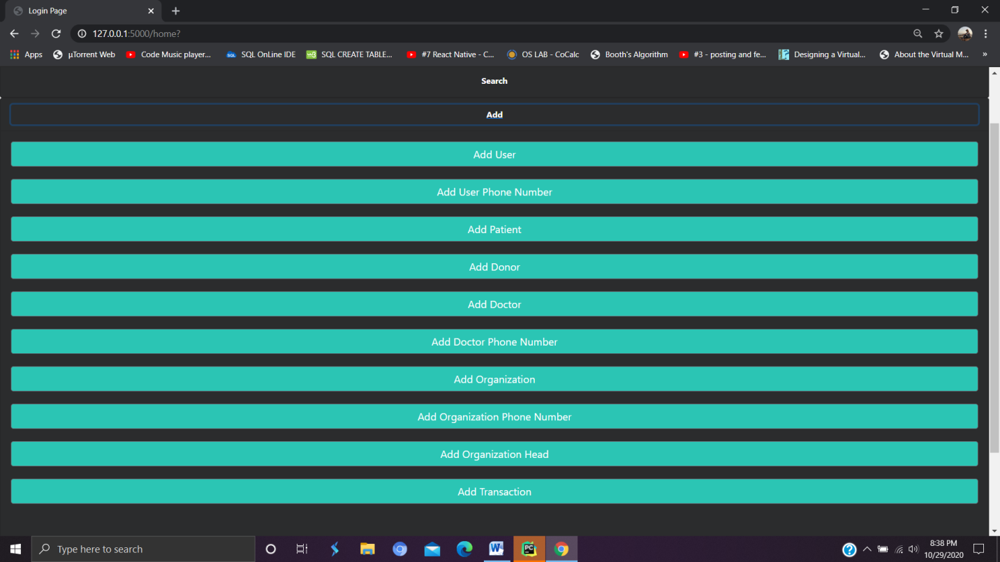 Login Page
127.0.0.1:5000/home?
Apps µTorrent Web Code Music player... SQL OnLine IDE SQL CREATE TABLE... #7 React Native - C... OS LAB - CoCalc Booth's Algorithm #3 - posting and fe... Designing a Virtual... About the Virtual M... »
Search
Add
Add User
Add User Phone Number
Add Patient
Add Donor
Add Doctor
Add Doctor Phone Number
Add Organization
Add Organization Phone Number
Add Organization Head
Add Transaction
Type here to search
8:38 PM
10/29/2020